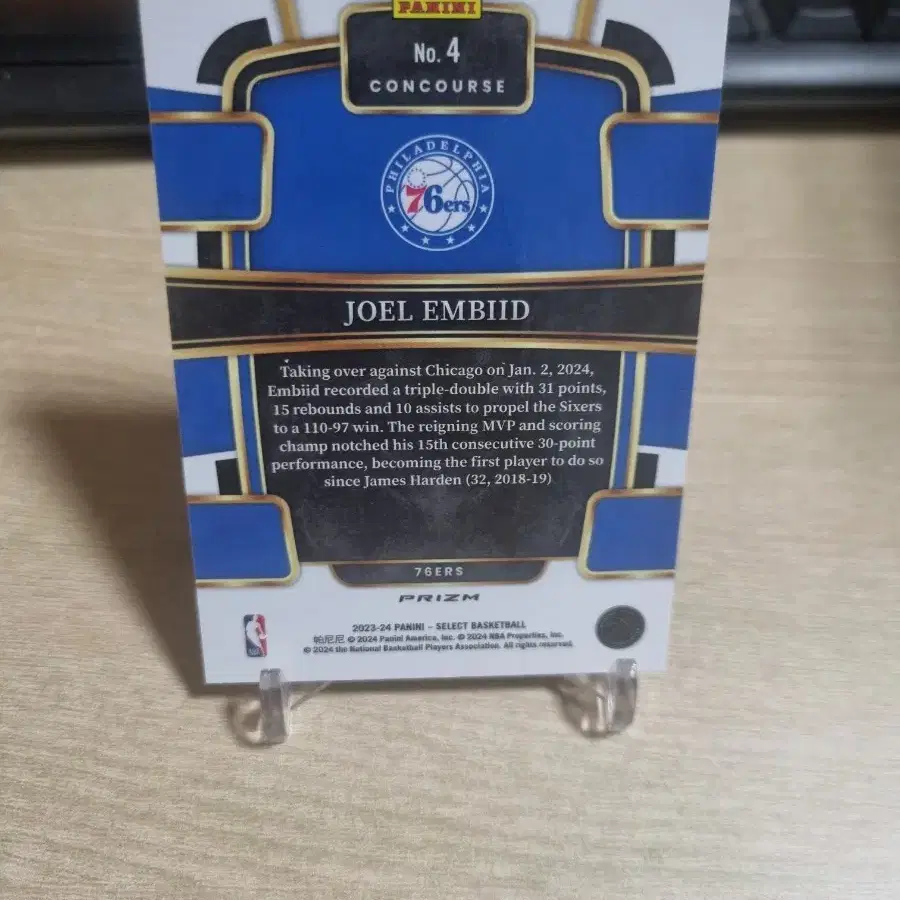 PANINI
No. 4
CONCOURSE
PHILADELPHIA
76ers
JOEL EMBIID
Taking over against Chicago on Jan. 2, 2024,
Embiid recorded a triple-double with 31 points,
15 rebounds and 10 assists to propel the Sixers
to a 110-97 win. The reigning MVP and scoring
champ notched his 15th consecutive 30-point
performance, becoming the first player to do so
since James Harden (32, 2018-19)
76ERS
PRIZM
2023-24 PANINI – SELECT BASKETBALL
帕尼尼 © 2024 Panini America, Inc. © 2024 NBA Properties, Inc.
© 2024 the National Basketball Players Association. All rights reserved.